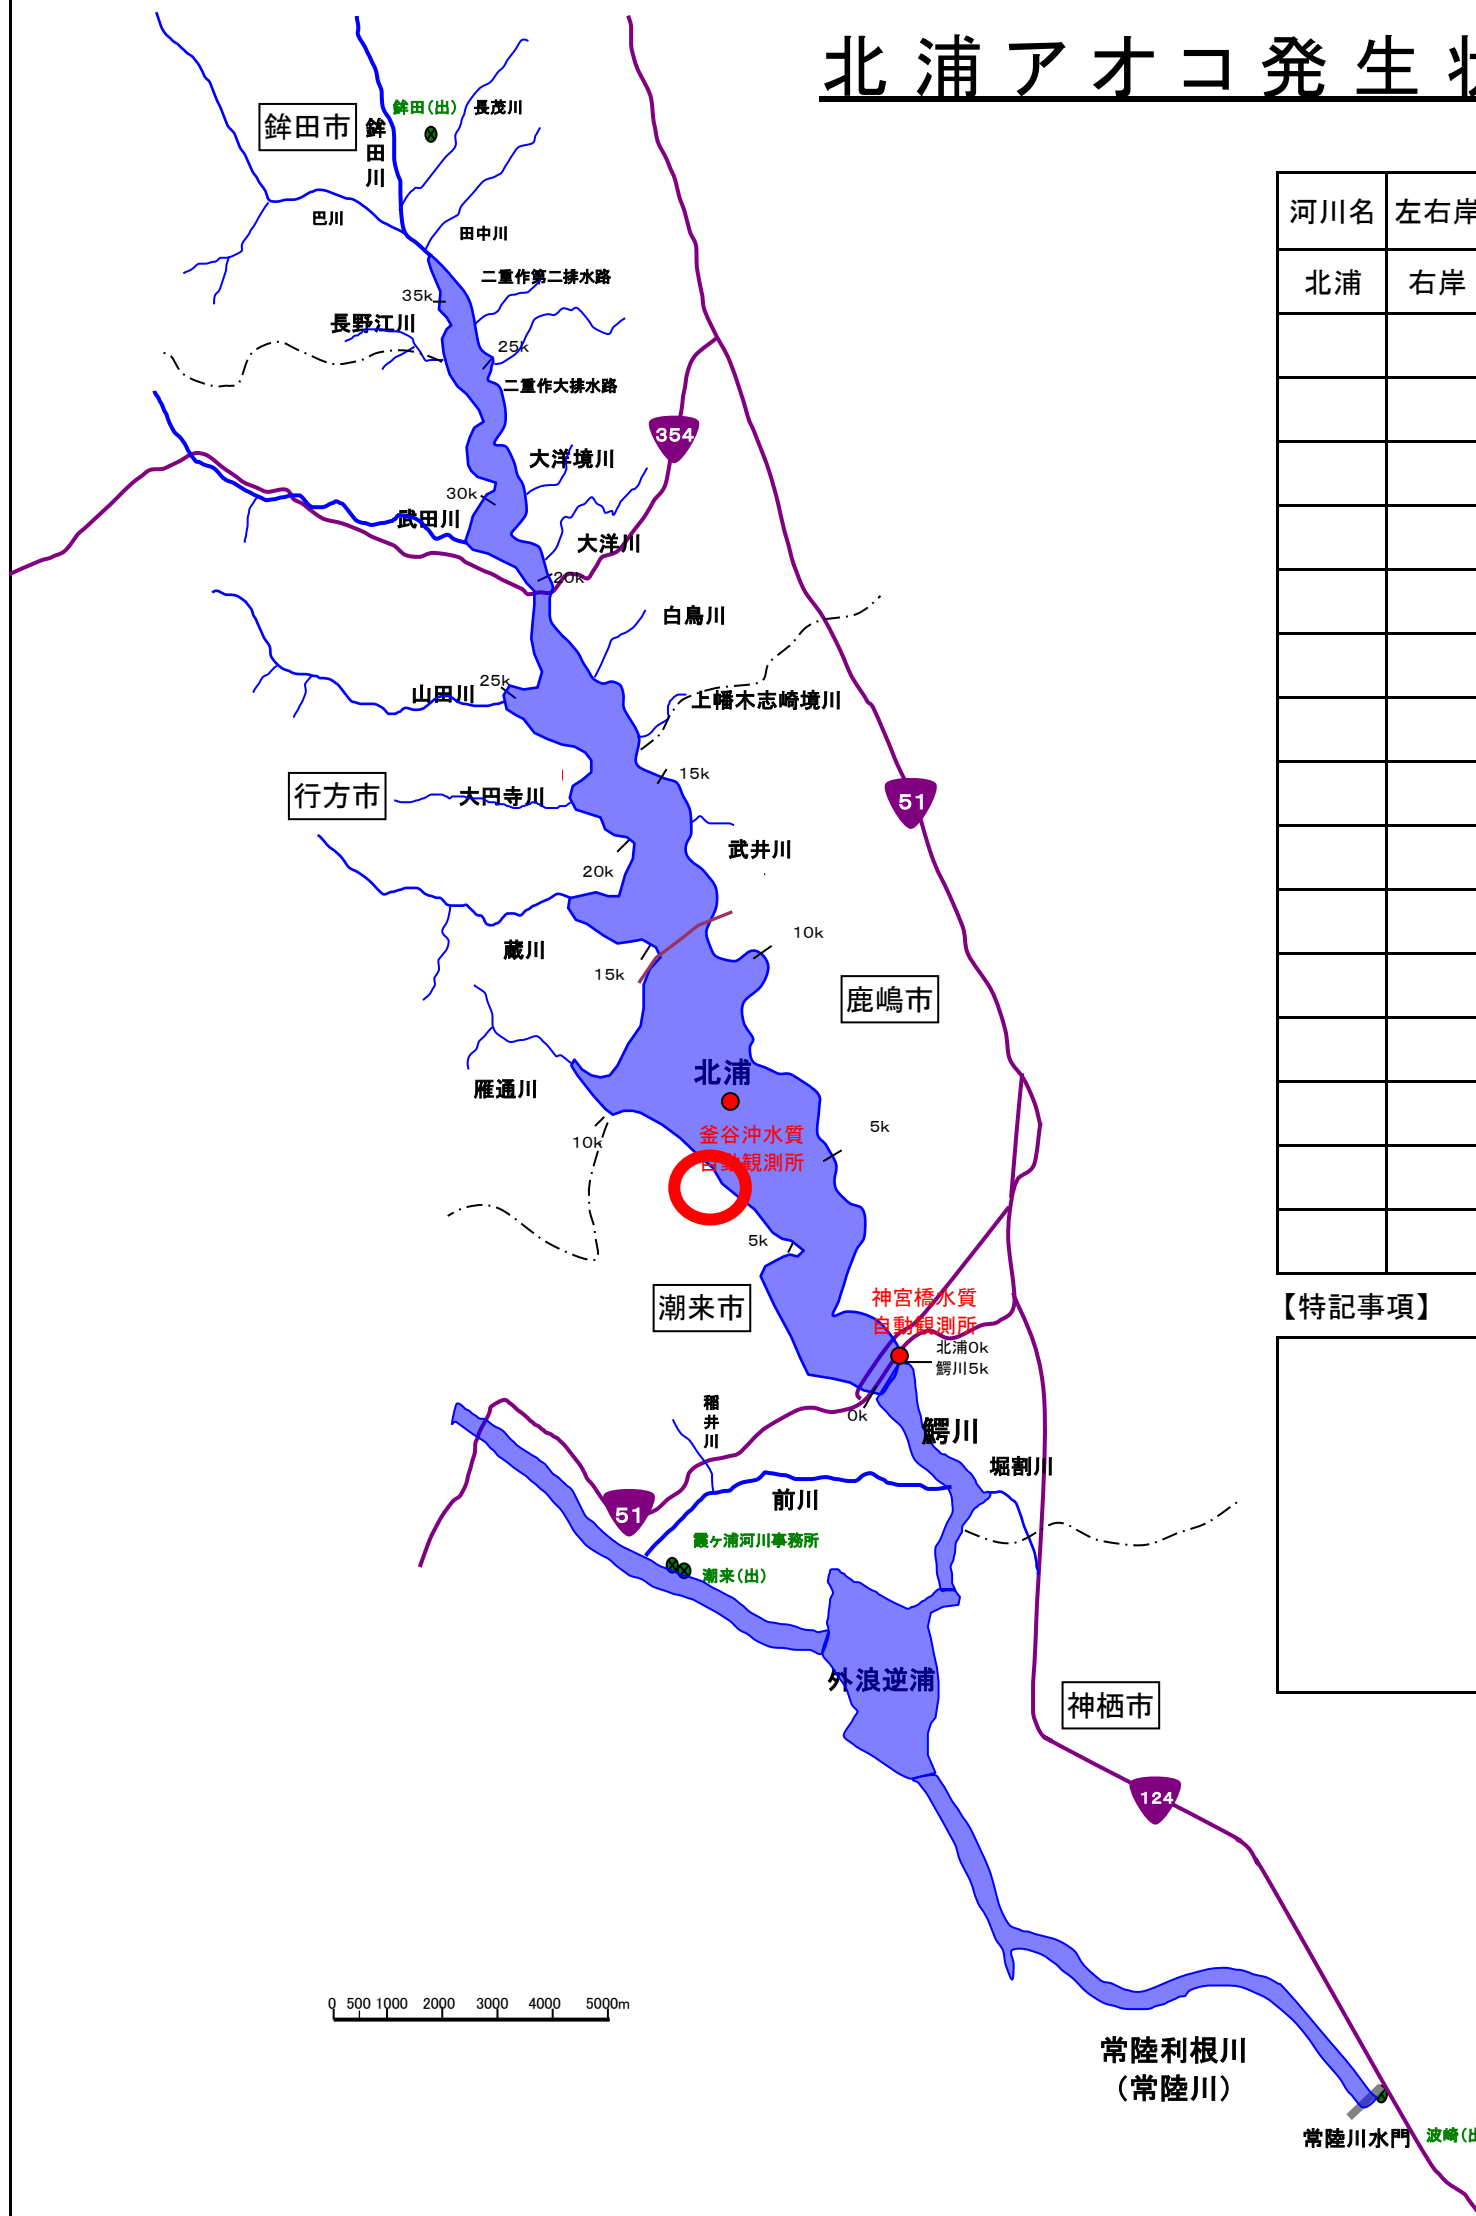 北浦アオコ発生
鉾田市
鉾田(出)
長茂川
鉾田川
巴川
田中川
二重作第二排水路
35k
長野江川
25k
二重作大排水路
354
大洋境川
30k
武田川
大洋川
20k
白鳥川
山田川
25k
上幡木志崎境川
15k
行方市
大円寺川
51
武井川
20k
蔵川
10k
15k
鹿嶋市
北浦
雁通川
釜谷沖水質
自動観測所
10k
5k
5k
潮来市
神宮橋水質
自動観測所
北浦0k
鰐川5k
0k
稲井川
鰐川
堀割川
前川
51
霞ヶ浦河川事務所
潮来(出)
外浪逆浦
神栖市
124
0 500 1000 2000 3000 4000 5000m
常陸利根川
(常陸川)
常陸川水門
波崎(出
河川名 左右岸
北浦 右岸
【特記事項】